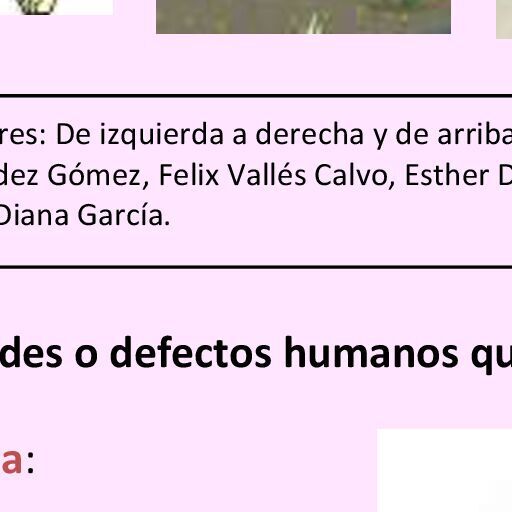 res: De izquierda a derecha y de arriba
dez Gómez, Felix Vallés Calvo, Esther D
Diana García.
des o defectos humanos qu
a: